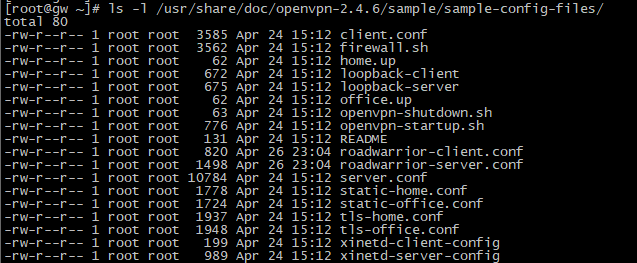 [root@gw ~]# ls -l /usr/share/doc/openvpn-2.4.6/sample/sample-config-files/
total 80
-rw-r--r-- 1 root root  3585 Apr 24 15:12 client.conf
-rw-r--r-- 1 root root  3562 Apr 24 15:12 firewall.sh
-rw-r--r-- 1 root root    62 Apr 24 15:12 home.up
-rw-r--r-- 1 root root   672 Apr 24 15:12 loopback-client
-rw-r--r-- 1 root root   675 Apr 24 15:12 loopback-server
-rw-r--r-- 1 root root    62 Apr 24 15:12 office.up
-rw-r--r-- 1 root root    63 Apr 24 15:12 openvpn-shutdown.sh
-rw-r--r-- 1 root root   776 Apr 24 15:12 openvpn-startup.sh
-rw-r--r-- 1 root root   131 Apr 24 15:12 README
-rw-r--r-- 1 root root   820 Apr 26 23:04 roadwarrior-client.conf
-rw-r--r-- 1 root root  1498 Apr 26 23:04 roadwarrior-server.conf
-rw-r--r-- 1 root root 10784 Apr 24 15:12 server.conf
-rw-r--r-- 1 root root  1778 Apr 24 15:12 static-home.conf
-rw-r--r-- 1 root root  1724 Apr 24 15:12 static-office.conf
-rw-r--r-- 1 root root  1937 Apr 24 15:12 tls-home.conf
-rw-r--r-- 1 root root  1948 Apr 24 15:12 tls-office.conf
-rw-r--r-- 1 root root   199 Apr 24 15:12 xinetd-client-config
-rw-r--r-- 1 root root   989 Apr 24 15:12 xinetd-server-config